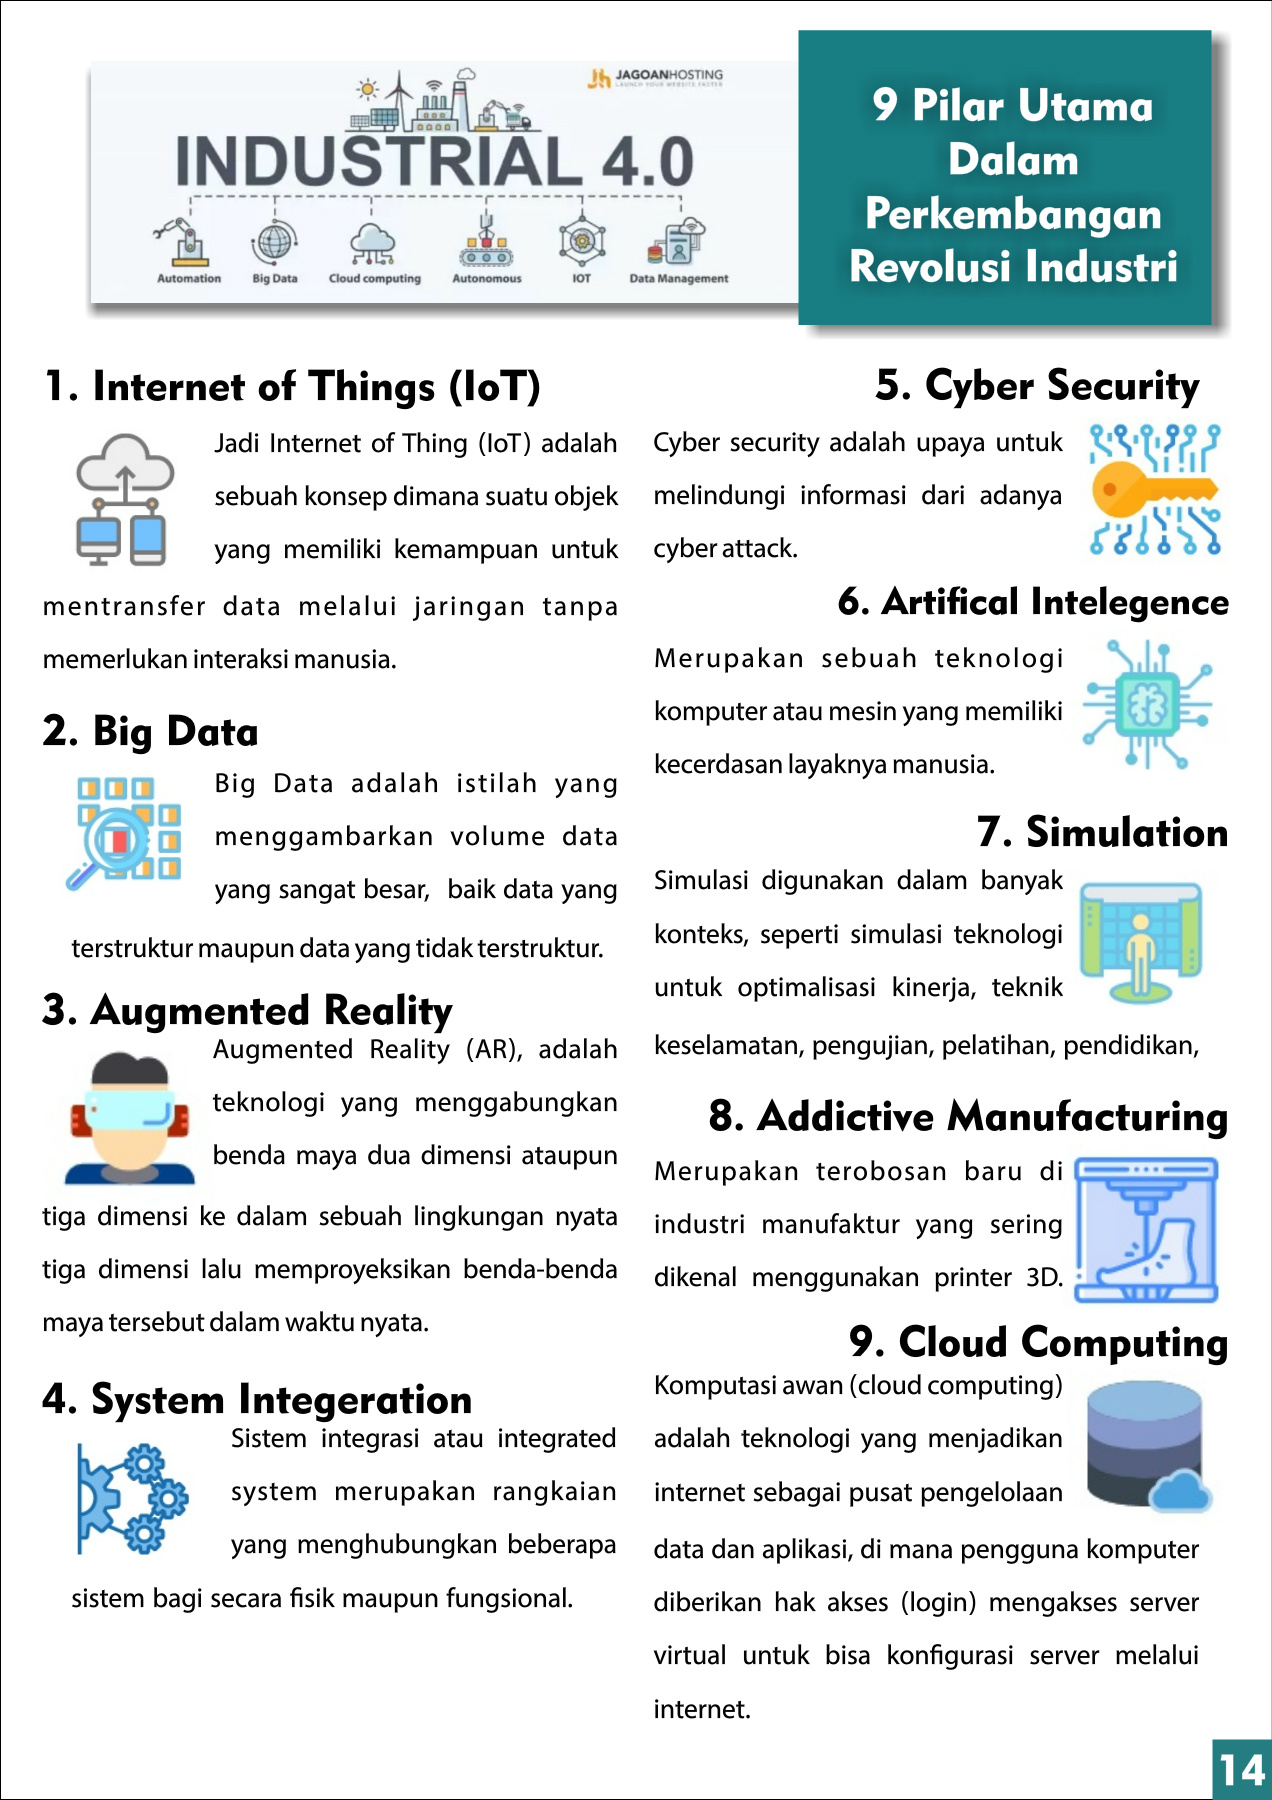 JAGOANHOSTING
LAUNCH YOUR WEBSITE FASTER
INDUSTRIAL 4.0
Automation
Big Data
Cloud computing
Autonomous
IOT
Data Management
9 Pilar Utama
Dalam
Perkembangan
Revolusi Industri
1. Internet of Things (IoT)
Jadi Internet of Thing (IoT) adalah
sebuah konsep dimana suatu objek
yang memiliki kemampuan untuk
mentransfer data melalui jaringan tanpa
memerlukan interaksi manusia.
2. Big Data
Big Data adalah istilah yang
menggambarkan volume data
yang sangat besar, baik data yang
terstruktur maupun data yang tidak terstruktur.
3. Augmented Reality
Augmented Reality (AR), adalah
teknologi yang menggabungkan
benda maya dua dimensi ataupun
tiga dimensi ke dalam sebuah lingkungan nyata
tiga dimensi lalu memproyeksikan benda-benda
maya tersebut dalam waktu nyata.
4. System Integeration
Sistem integrasi atau integrated
system merupakan rangkaian
yang menghubungkan beberapa
sistem bagi secara fisik maupun fungsional.
5. Cyber Security
Cyber security adalah upaya untuk
melindungi informasi dari adanya
cyber attack.
6. Artifical Intelegence
Merupakan sebuah teknologi
komputer atau mesin yang memiliki
kecerdasan layaknya manusia.
7. Simulation
Simulasi digunakan dalam banyak
konteks, seperti simulasi teknologi
untuk optimalisasi kinerja, teknik
keselamatan, pengujian, pelatihan, pendidikan,
8. Addictive Manufacturing
Merupakan terobosan baru di
industri manufaktur yang sering
dikenal menggunakan printer 3D.
9. Cloud Computing
Komputasi awan (cloud computing)
adalah teknologi yang menjadikan
internet sebagai pusat pengelolaan
data dan aplikasi, di mana pengguna komputer
diberikan hak akses (login) mengakses server
virtual untuk bisa konfigurasi server melalui
internet.
14